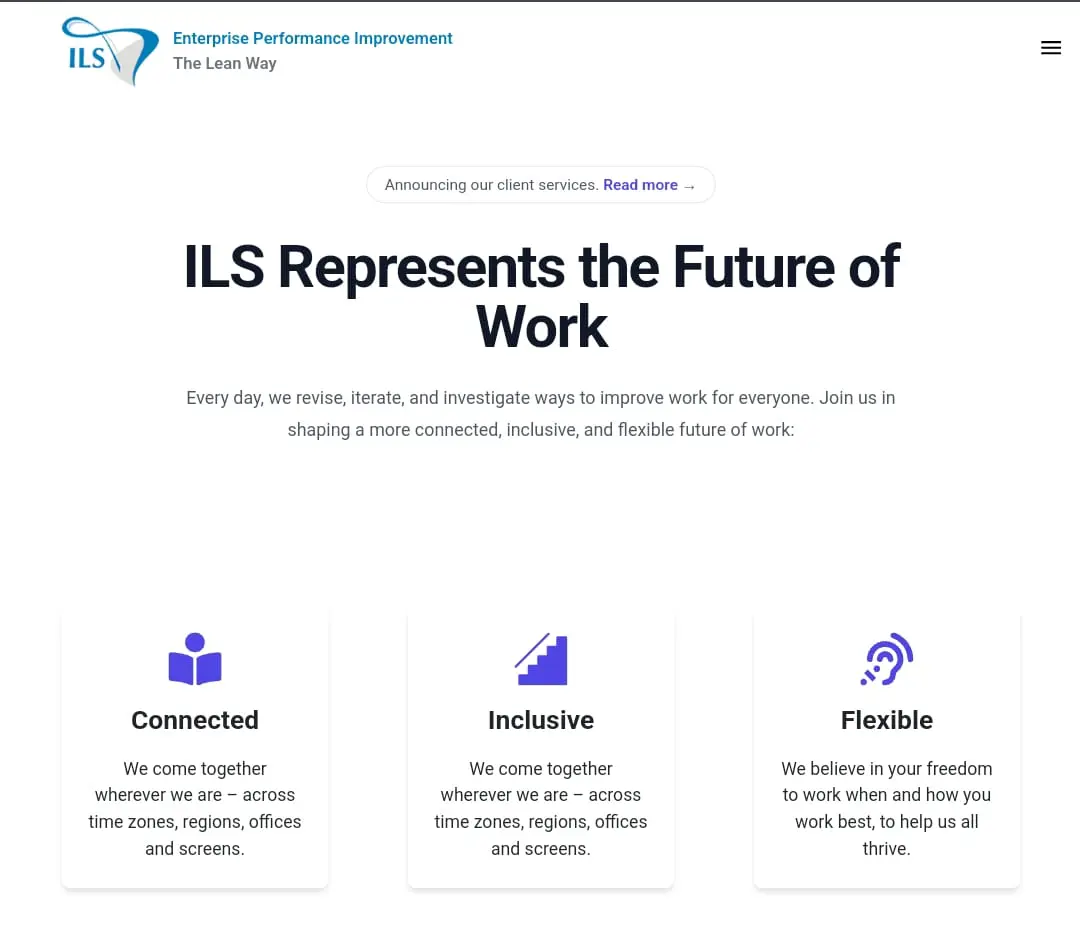 ILS
Enterprise Performance Improvement
The Lean Way
Announcing our client services. Read more →
ILS Represents the Future of
Work
Every day, we revise, iterate, and investigate ways to improve work for everyone. Join us in
shaping a more connected, inclusive, and flexible future of work:
Connected
We come together
wherever we are – across
time zones, regions, offices
and screens.
Inclusive
We come together
wherever we are – across
time zones, regions, offices
and screens.
Flexible
We believe in your freedom
to work when and how you
work best, to help us all
thrive.